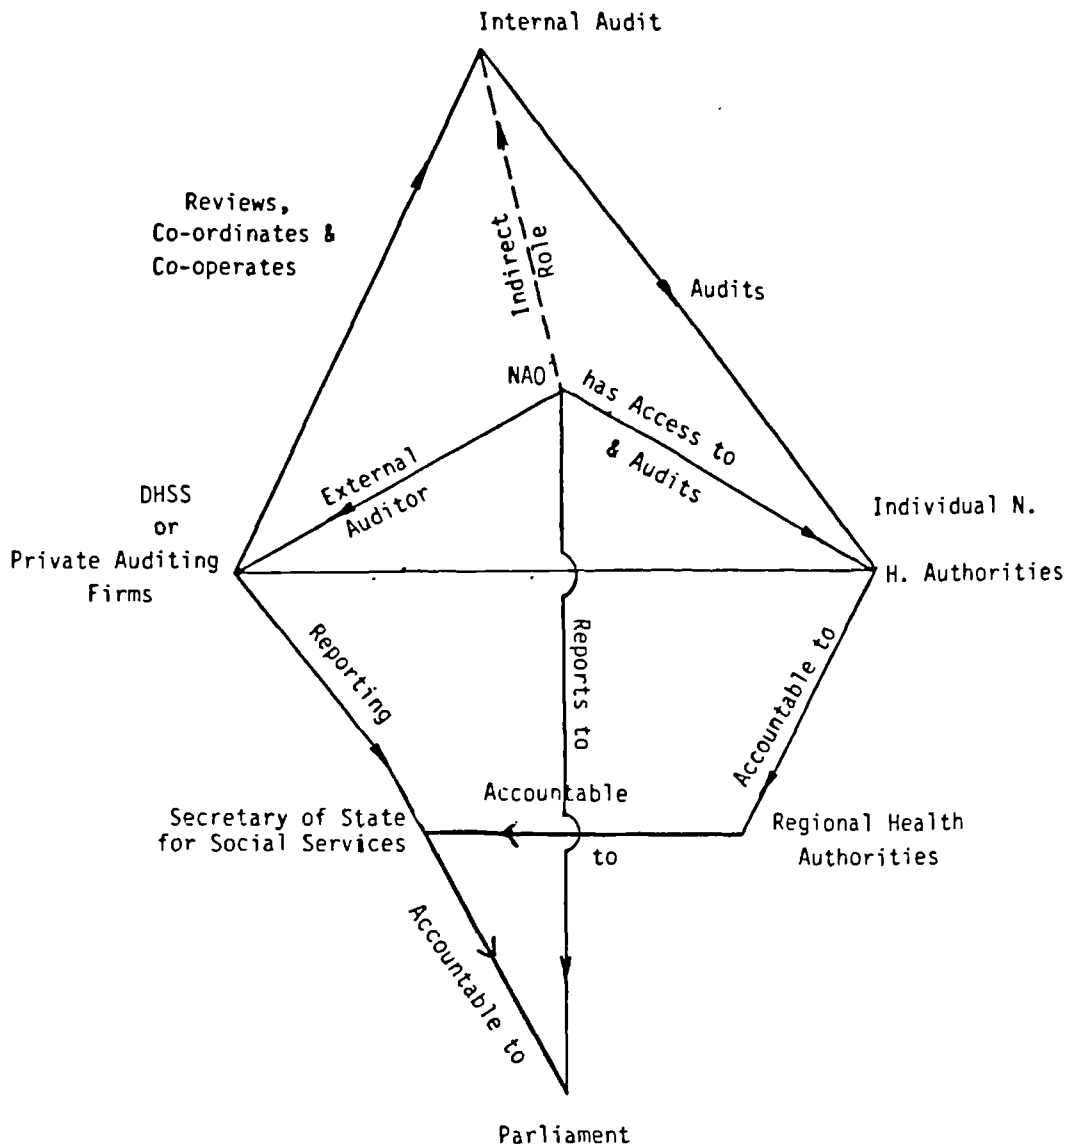 Internal Audit
Reviews,
Co-ordinates &
Co-operates
Indirect
Role
Audits
NAO
has Access to
& Audits
External
Auditor
DHSS
or
Private Auditing
Firms
Individual N.
H. Authorities
Reporting
Reports to
Accountable to
Accountable
to
Secretary of State
for Social Services
Regional Health
Authorities
Accountable to
Parliament